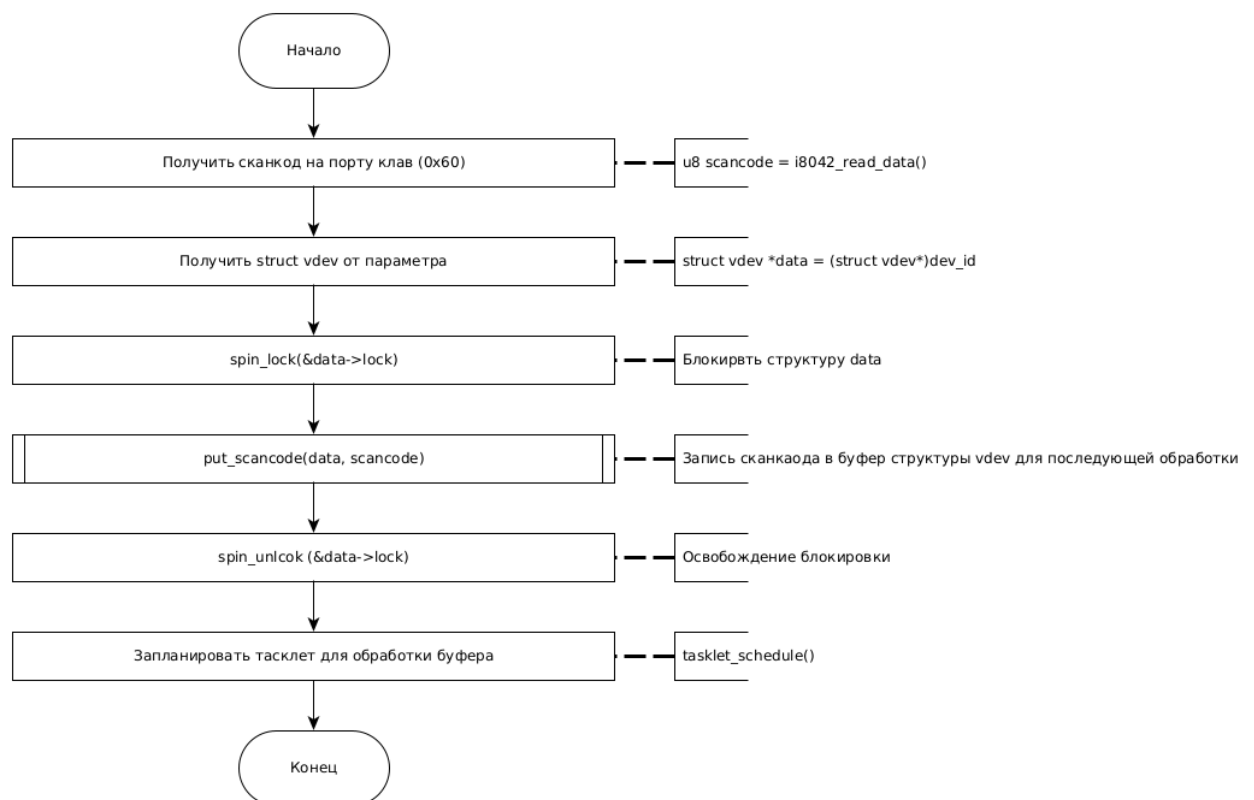 Начало
Получить сканкод на порту клав (0x60)
u8 scancode = i8042_read_data()
Получить struct vdev от параметра
struct vdev *data = (struct vdev*)dev_id
spin_lock(&data->lock)
Блокирвть структуру data
put_scancode(data, scancode)
Запись сканкаода в буфер структуры vdev для последующей обработки
spin_unlcok (&data->lock)
Освобождение блокировки
Запланировать тасклет для обработки буфера
tasklet_schedule()
Конец